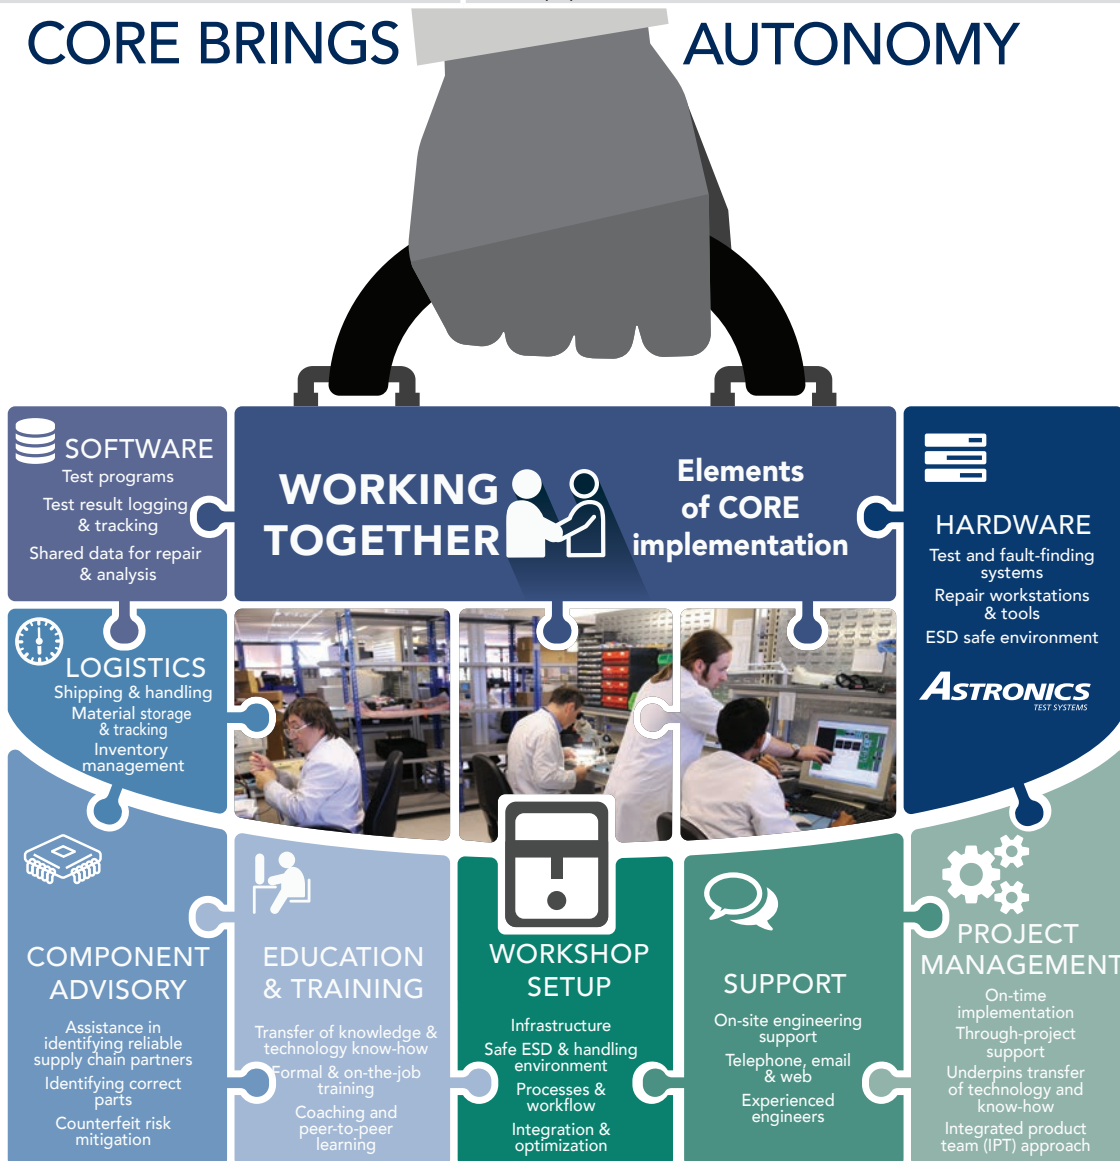 CORE BRINGS AUTONOMY
SOFTWARE
Test programs
Test result logging
& tracking
Shared data for repair
& analysis
WORKING
TOGETHER
Elements
of CORE
implementation
HARDWARE
Test and fault-finding
systems
Repair workstations
& tools
ESD safe environment
ASTRONICS
TEST SYSTEMS
LOGISTICS
Shipping & handling
Material storage
& tracking
Inventory
management
COMPONENT
ADVISORY
Assistance in
identifying reliable
supply chain partners
Identifying correct
parts
Counterfeit risk
mitigation
EDUCATION
& TRAINING
Transfer of knowledge &
technology know-how
Formal & on-the-job
training
Coaching and
peer-to-peer
learning
WORKSHOP
SETUP
Infrastructure
Safe ESD & handling
environment
Processes &
workflow
Integration &
optimization
SUPPORT
On-site engineering
support
Telephone, email
& web
Experienced
engineers
PROJECT
MANAGEMENT
On-time
implementation
Through-project
support
Underpins transfer
of technology and
know-how
Integrated product
team (IPT) approach